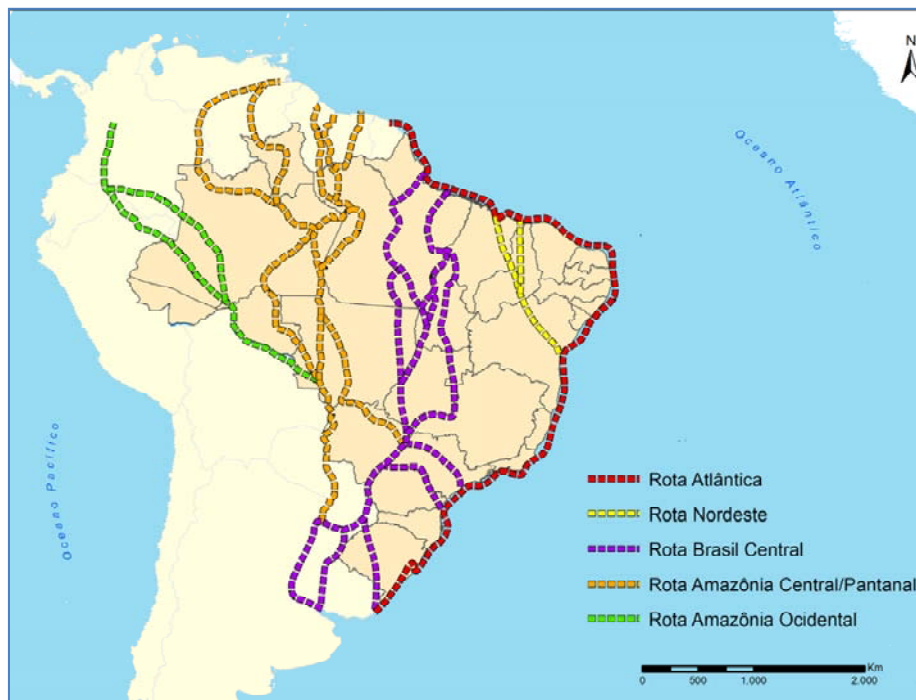 N
Oceano Atlântico
Oceano Pacífico
Rota Atlântica
Rota Nordeste
Rota Brasil Central
Rota Amazônia Central/Pantanal
Rota Amazônia Ocidental
Km
0 500 1.000 2.000